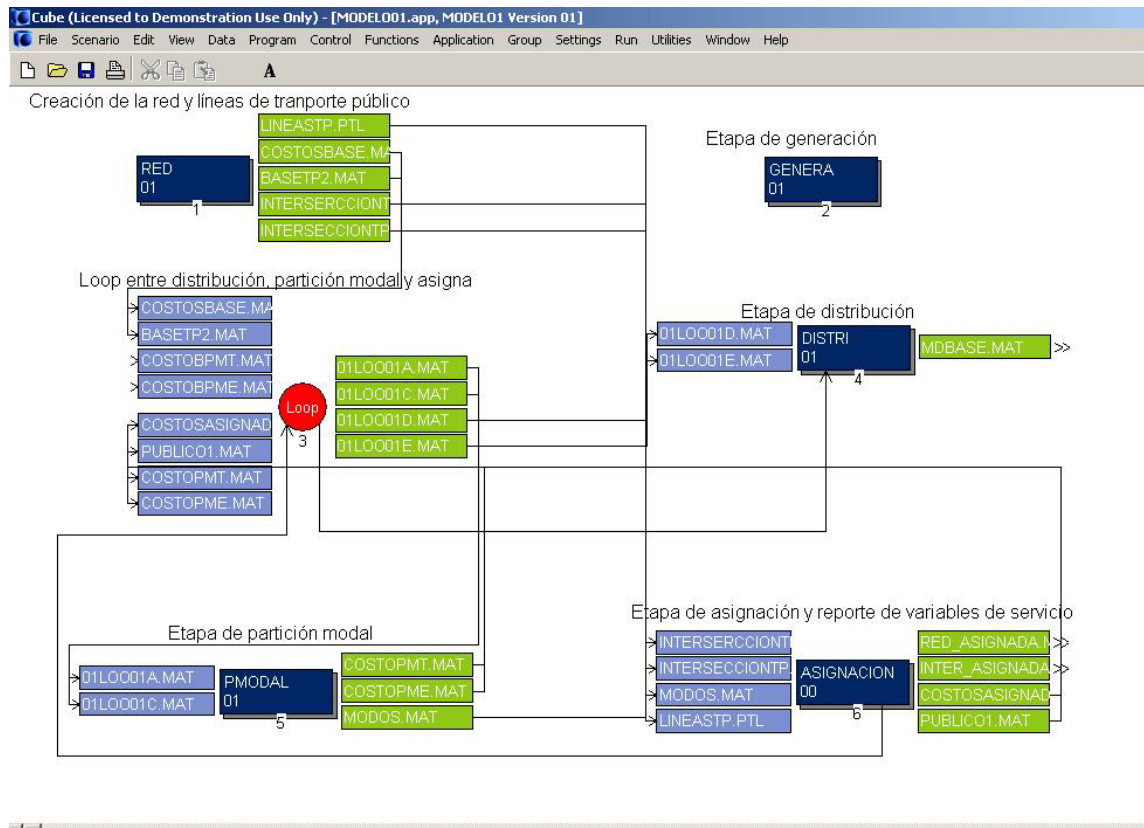 Cube (Licensed to Demonstration Use Only) - [MODELO01.app, MODELO1 Version 01]
File Scenario Edit View Data Program Control Functions Application Group Settings Run Utilities Window Help
A
Creación de la red y líneas de tranporte público
LINEASTP.PTL
COSTOSBASE.MA
BASETP2.MAT
INTERSERCCIONT
INTERSECCIONTP
RED
01
1
Etapa de generación
GENERA
01
2
Loop entre distribución, partición modal y asigna
COSTOSBASE.MA
BASETP2.MAT
COSTOBPMT.MAT
COSTOBPME.MAT
COSTOSASIGNAD
PUBLICO1.MAT
COSTOPMT.MAT
COSTOPME.MAT
Loop
3
01LOO01A.MAT
01LOO01C.MAT
01LOO01D.MAT
01LOO01E.MAT
Etapa de distribución
01LOO01D.MAT
01LOO01E.MAT
DISTRI
01
4
MDBASE.MAT >>
Etapa de partición modal
01LOO01A.MAT
01LOO01C.MAT
PMODAL
01
5
COSTOPMT.MAT
COSTOPME.MAT
MODOS.MAT
Etapa de asignación y reporte de variables de servicio
INTERSERCCIONT
INTERSECCIONTP.
MODOS.MAT
LINEASTP.PTL
ASIGNACION
00
6
RED_ASIGNADA.N >>
INTER_ASIGNADA >>
COSTOSASIGNAD
PUBLICO1.MAT